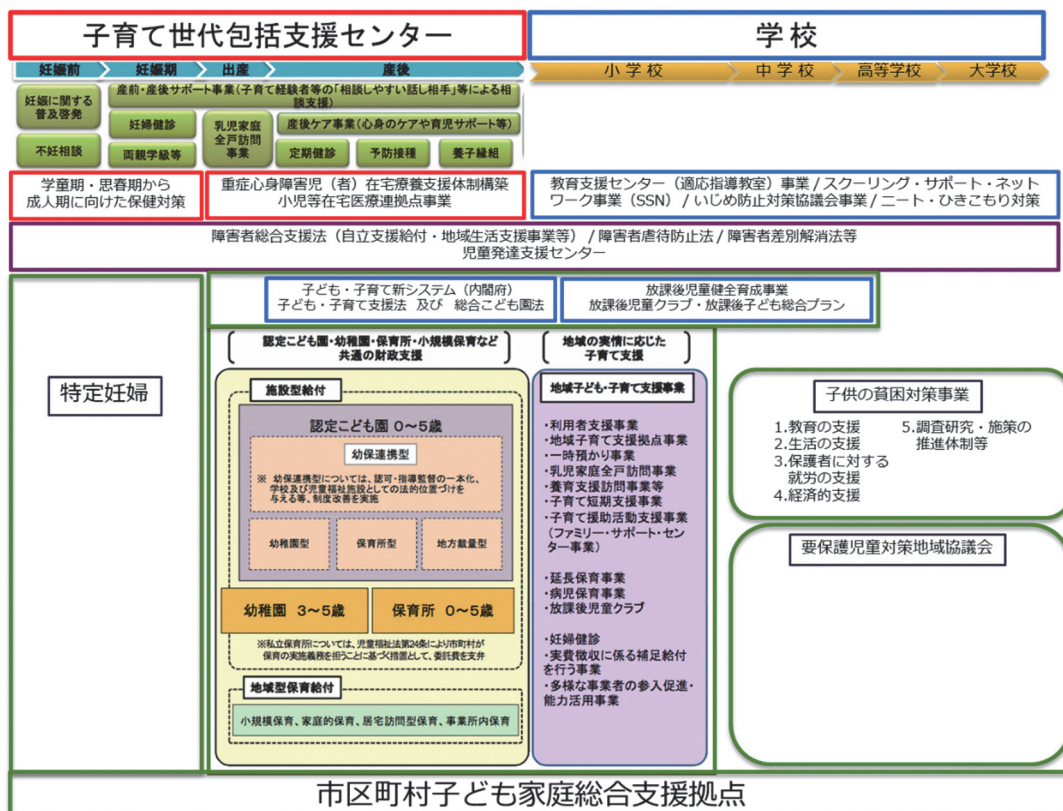 子育て世代包括支援センター
学校
妊娠前
妊娠期
出産
産後
小学校
中学校
高等学校
大学校
妊娠に関する
普及啓発
不妊相談
産前・産後サポート事業(子育て経験者等の「相談しやすい話し相手」等による相
談支援)
妊婦健診
両親学級等
乳児家庭
全戸訪問
事業
産後ケア事業(心身のケアや育児サポート等)
定期健診
予防接種
養子縁組
学童期・思春期から
成人期に向けた保健対策
重症心身障害児（者）在宅療養支援体制構築
小児等在宅医療連拠点事業
教育支援センター（適応指導教室）事業 / スクーリング・サポート・ネット
ワーク事業（SSN）/ いじめ防止対策協議会事業 / ニート・ひきこもり対策
障害者総合支援法（自立支援給付・地域生活支援事業等）/ 障害者虐待防止法 / 障害者差別解消法等
児童発達支援センター
子ども・子育て新システム（内閣府）
子ども・子育て支援法 及び 総合こども園法
放課後児童健全育成事業
放課後児童クラブ・放課後子ども総合プラン
特定妊婦
認定こども園・幼稚園・保育所・小規模保育など
共通の財政支援
施設型給付
認定こども園 0～5歳
幼保連携型
※ 幼保連携型については、認可・指導監督の一本化、
学校及び児童福祉施設としての法的位置づけを
与える等、制度改善を実施
幼稚園型
保育所型
地方裁量型
幼稚園 3～5歳
保育所 0～5歳
※私立保育所については、児童福祉法第24条により市町村が
保育の実施義務を担うことに基づく措置として、委託費を支弁
地域型保育給付
小規模保育、家庭的保育、居宅訪問型保育、事業所内保育
地域の実情に応じた
子育て支援
地域子ども・子育て支援事業
・利用者支援事業
・地域子育て支援拠点事業
・一時預かり事業
・乳児家庭全戸訪問事業
・養育支援訪問事業等
・子育て短期支援事業
・子育て援助活動支援事業
(ファミリー・サポート・セン
ター事業)
・延長保育事業
・病児保育事業
・放課後児童クラブ
・妊婦健診
・実費徴収に係る補足給付
を行う事業
・多様な事業者の参入促進・
能力活用事業
子供の貧困対策事業
1.教育の支援
2.生活の支援
3.保護者に対する
就労の支援
4.経済的支援
5.調査研究・施策の
推進体制等
要保護児童対策地域協議会
市区町村子ども家庭総合支援拠点